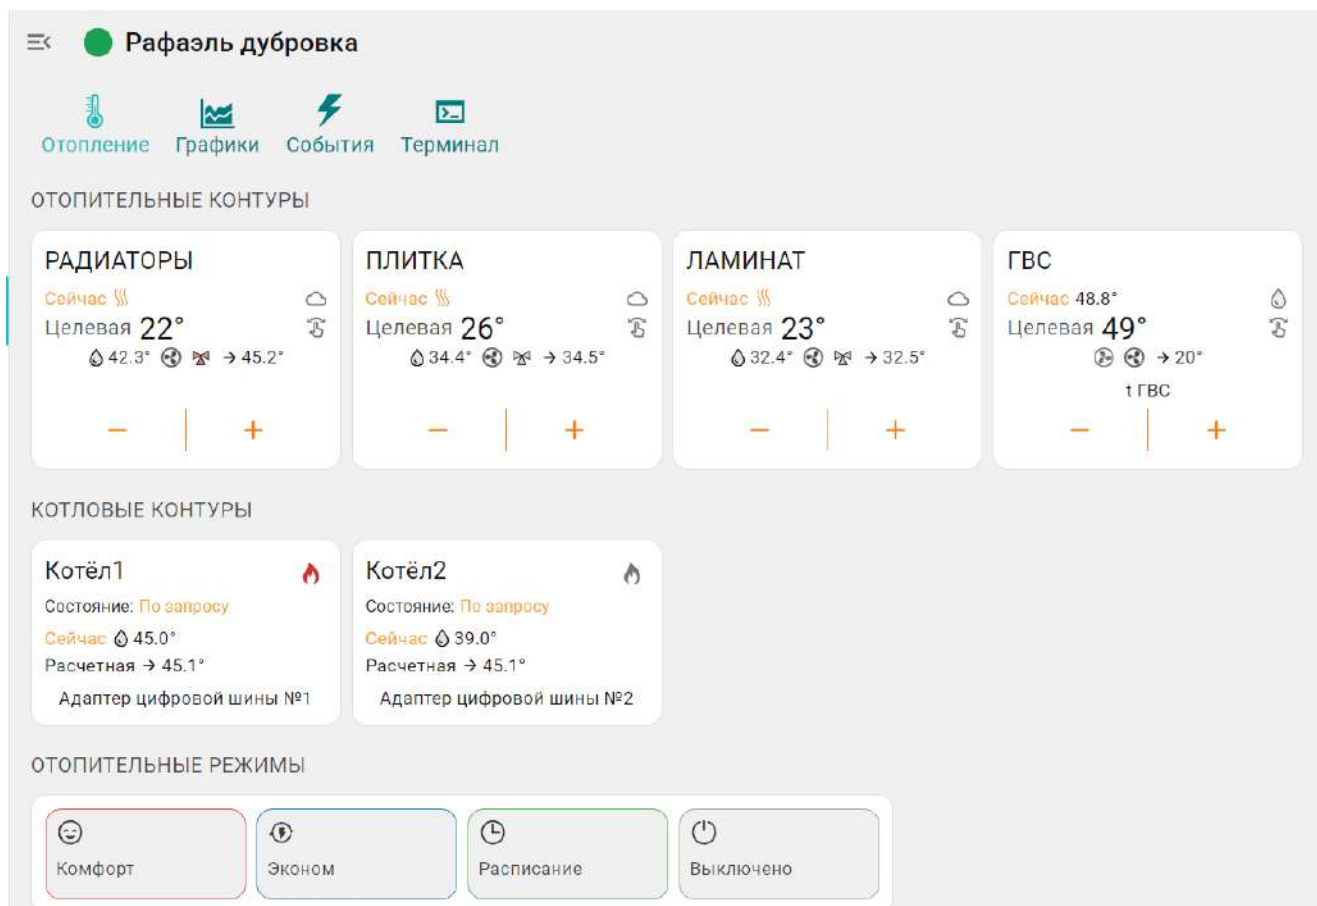 Рафаэль дубровка
Отопление Графики События Терминал
ОТОПИТЕЛЬНЫЕ КОНТУРЫ
РАДИАТОРЫ
Сейчас
Целевая 22°
42.3° → 45.2°
− +
ПЛИТКА
Сейчас
Целевая 26°
34.4° → 34.5°
− +
ЛАМИНАТ
Сейчас
Целевая 23°
32.4° → 32.5°
− +
ГВС
Сейчас 48.8°
Целевая 49°
→ 20°
t ГВС
− +
КОТЛОВЫЕ КОНТУРЫ
Котёл1
Состояние: По запросу
Сейчас 45.0°
Расчетная → 45.1°
Адаптер цифровой шины №1
Котёл2
Состояние: По запросу
Сейчас 39.0°
Расчетная → 45.1°
Адаптер цифровой шины №2
ОТОПИТЕЛЬНЫЕ РЕЖИМЫ
Комфорт
Эконом
Расписание
Выключено